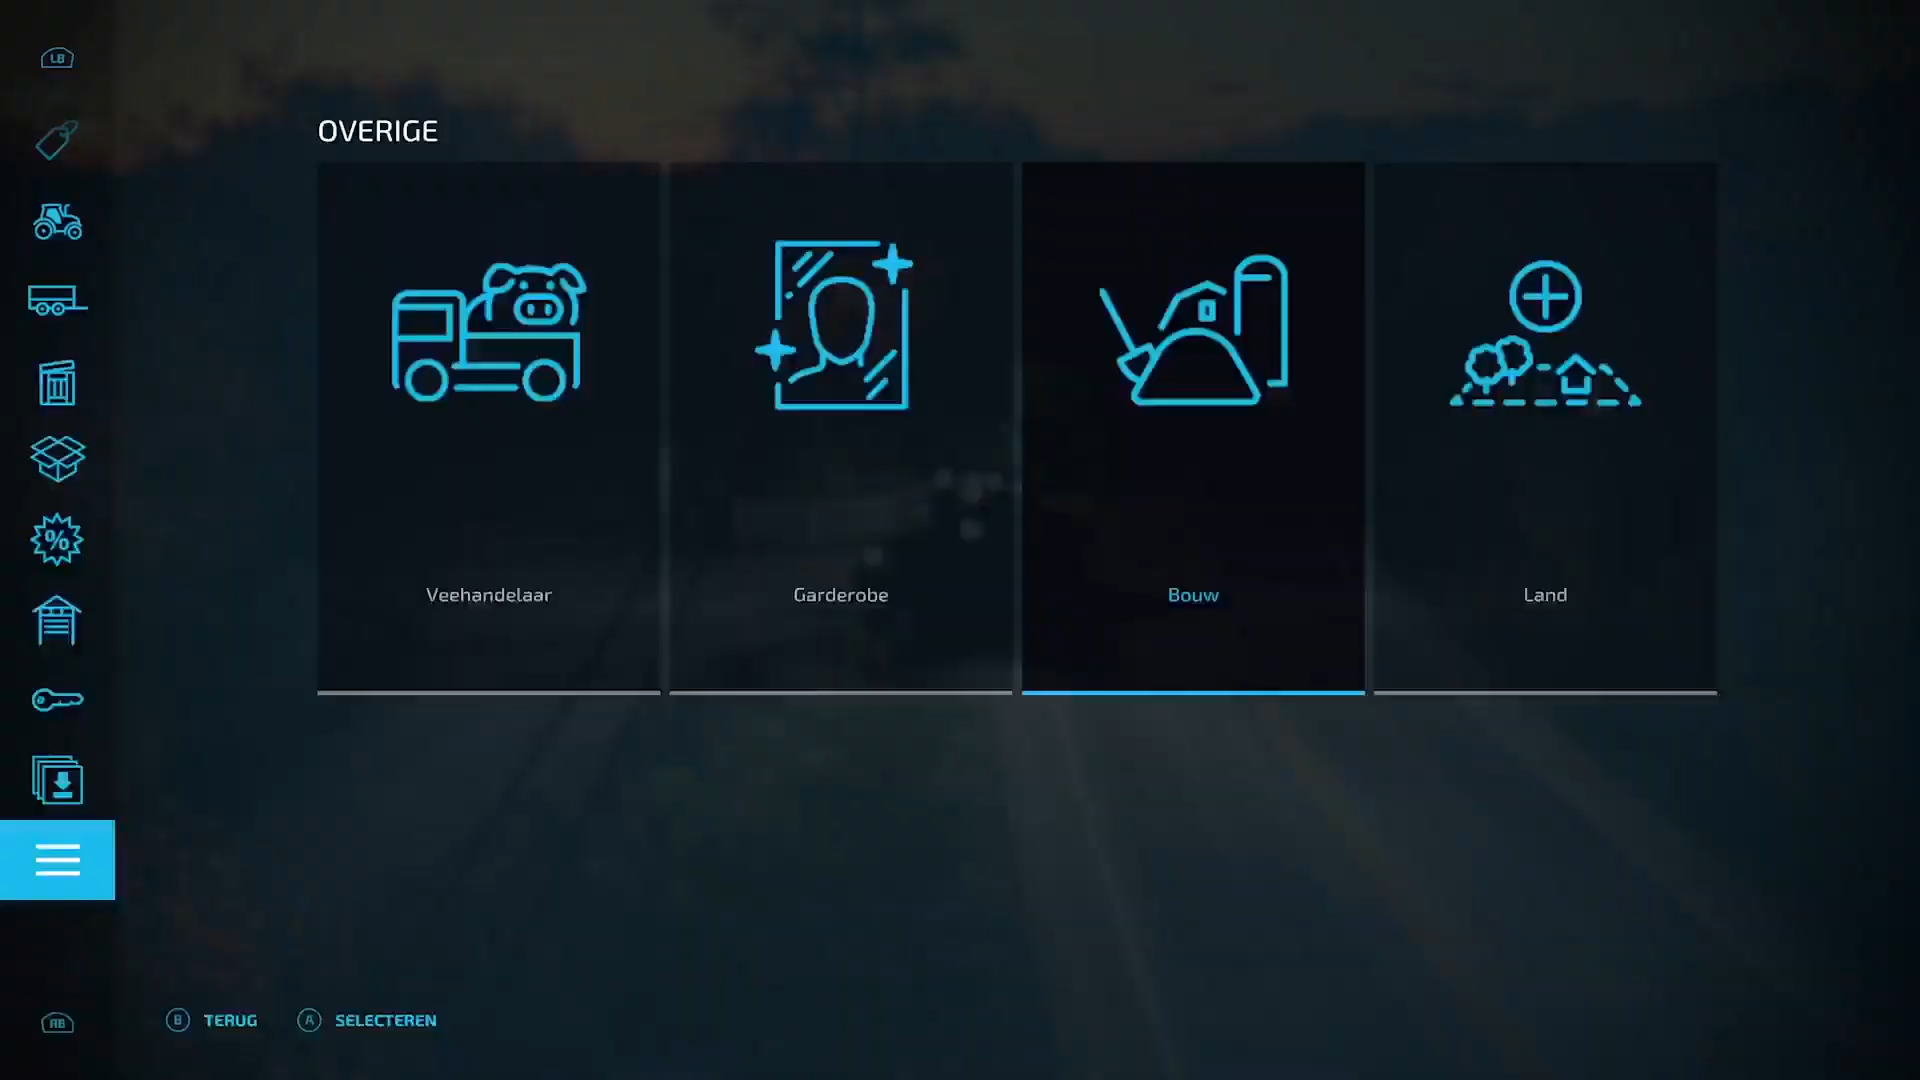 LB
OVERIGE
%
Veehandelaar
Garderobe
Bouw
Land
RB
B TERUG
A SELECTEREN